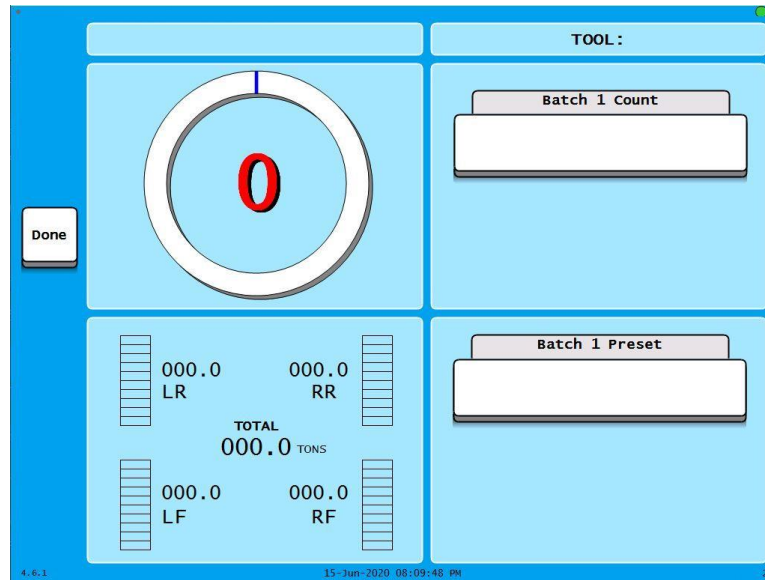 TOOL:
Batch 1 Count
0
Done
Batch 1 Preset
000.0 000.0
LR RR
TOTAL
000.0 TONS
000.0 000.0
LF RF
4.6.1 15-Jun-2020 08:09:48 PM